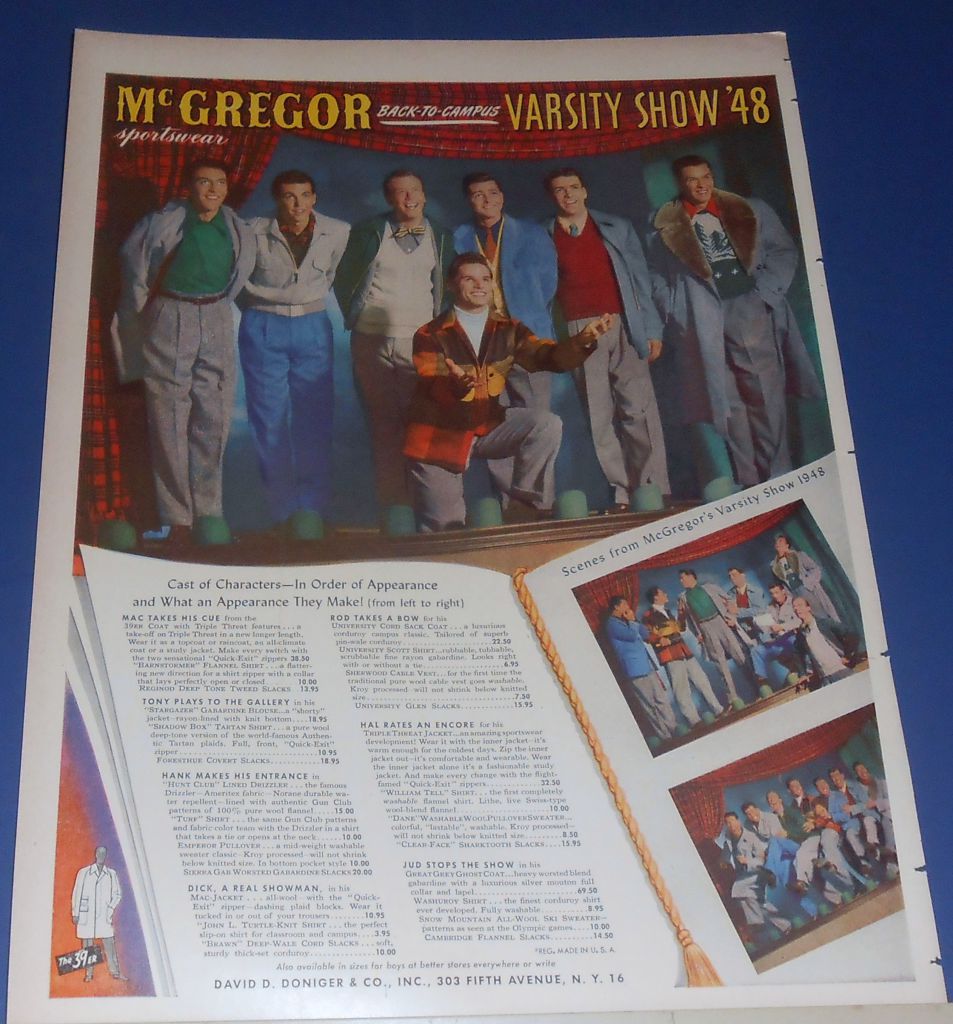 McGREGOR BACK-TO-CAMPUS VARSITY SHOW '48
sportswear
Scenes from McGregor's Varsity Show 1948
Cast of Characters—In Order of Appearance
and What an Appearance They Make! (from left to right)
MAC TAKES HIS CUE from the
39ER COAT with Triple Threat features... a
take-off on Triple Threat in a new longer length.
Wear it as a topcoat or raincoat, an all-climate
coat or a study jacket. Make every switch with
the two sensational "Quick-Exit" zippers 38.50
"BARNSTORMER" FLANNEL SHIRT...a flatter-
ing new direction for a shirt zipper with a collar
that lays perfectly open or closed......10.00
REGINOD DEEP TONE TWEED SLACKS . 13.95
TONY PLAYS TO THE GALLERY in his
"STARGAZER" GABARDINE BLOUSE...a "shorty"
jacket—rayon-lined with knit bottom....18.95
"SHADOW BOX" TARTAN SHIRT...a pure wool
deep-tone version of the world-famous Authen-
tic Tartan plaids. Full, front, "Quick-Exit"
zipper..............................10.95
FORESTHUE COVERT SLACKS...........18.95
HANK MAKES HIS ENTRANCE in
"HUNT CLUB" LINED DRIZZLER . . . the famous
Drizzler—Ameritex fabric—Norane durable wa-
ter repellent—lined with authentic Gun Club
patterns of 100% pure wool flannel.....15.00
"TURF" SHIRT . . . the same Gun Club patterns
and fabric color team with the Drizzler in a shirt
that takes a tie or opens at the neck......10.00
EMPEROR PULLOVER...a mid-weight washable
sweater classic—Kroy processed—will not shrink
below knitted size. In bottom pocket style 10.00
SIERRA GAB WORSTED GABARDINE SLACKS 20.00
DICK, A REAL SHOWMAN, in his
MAC-JACKET . . . all-wool—with the "Quick-
Exit" zipper—dashing plaid blocks. Wear it
tucked in or out of your trousers.......10.95
"JOHN L. TURTLE-KNIT SHIRT...the perfect
slip-on shirt for classroom and campus....3.95
"BRAWN" DEEP-WALE CORD SLACKS...soft,
sturdy thick-set corduroy............10.00
ROD TAKES A BOW for his
UNIVERSITY CORD SACK COAT...a luxurious
corduroy campus classic. Tailored of superb
pin-wale corduroy....................22.50
UNIVERSITY SCOTT SHIRT...rubbable, tubbable,
scrubbable fine rayon gabardine. Looks right
with or without a tie..................6.95
SHERWOOD CABLE VEST...for the first time the
traditional pure wool cable vest goes washable.
Kroy processed—will not shrink below knitted
size.................................7.50
UNIVERSITY GLEN SLACKS............15.95
HAL RATES AN ENCORE for his
TRIPLE THREAT JACKET...an amazing sportswear
development! Wear it with the inner jacket—it's
warm enough for the coldest days. Zip the inner
jacket out—it's comfortable and wearable. Wear
the inner jacket alone it's a fashionable study
jacket. And make every change with the flight-
famed "Quick-Exit" zippers............32.50
"WILLIAM TELL" SHIRT... the first completely
washable flannel shirt. Lithe, live Swiss-type
wool-blend flannel....................10.00
"DANE" WASHABLE WOOL PULLOVER SWEATER...
colorful, "lastable", washable, Kroy processed—
will not shrink below knitted size........8.50
"CLEAR-FACE" SHARKTOOTH SLACKS....15.95
JUD STOPS THE SHOW in his
GREAT GREY GHOST COAT...heavy worsted blend
gabardine with a luxurious silver mouton full
collar and lapel......................69.50
WASHUROY SHIRT . . . the finest corduroy shirt
ever developed. Fully washable..........8.95
SNOW MOUNTAIN ALL-WOOL SKI SWEATER—
patterns as seen at the Olympic games....10.00
CAMBRIDGE FLANNEL SLACKS..........14.50
*REG. MADE IN U. S. A.
The 39ER
Also available in sizes for boys at better stores everywhere or write
DAVID D. DONIGER & CO., INC., 303 FIFTH AVENUE, N. Y. 16